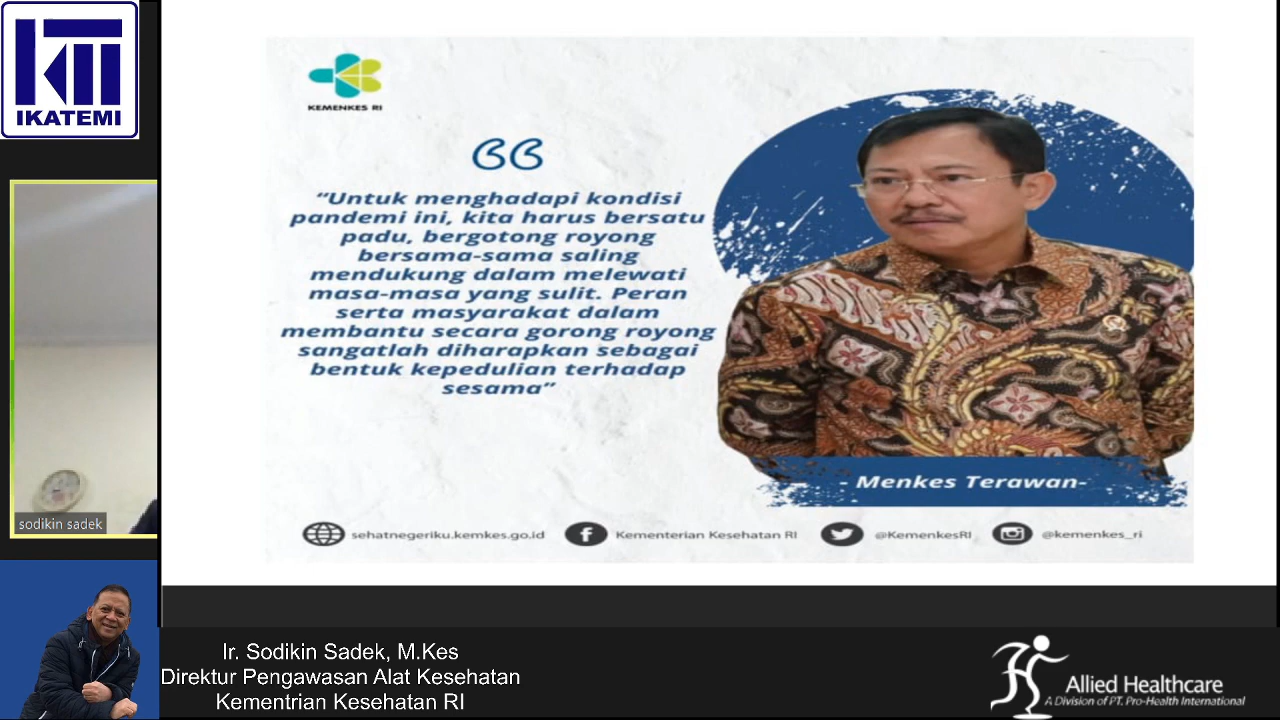 IKATEMI
KEMENKES RI
“Untuk menghadapi kondisi
pandemi ini, kita harus bersatu
padu, bergotong royong
bersama-sama saling
mendukung dalam melewati
masa-masa yang sulit. Peran
serta masyarakat dalam
membantu secara gorong royong
sangatlah diharapkan sebagai
bentuk kepedulian terhadap
sesama”
- Menkes Terawan-
sehatnegeriku.kemkes.go.id
Kementerian Kesehatan RI
@KemenkesRI
@kemenkes_ri
sodikin sadek
Ir. Sodikin Sadek, M.Kes
Direktur Pengawasan Alat Kesehatan
Kementrian Kesehatan RI
Allied Healthcare
A Division of PT. Pro-Health International